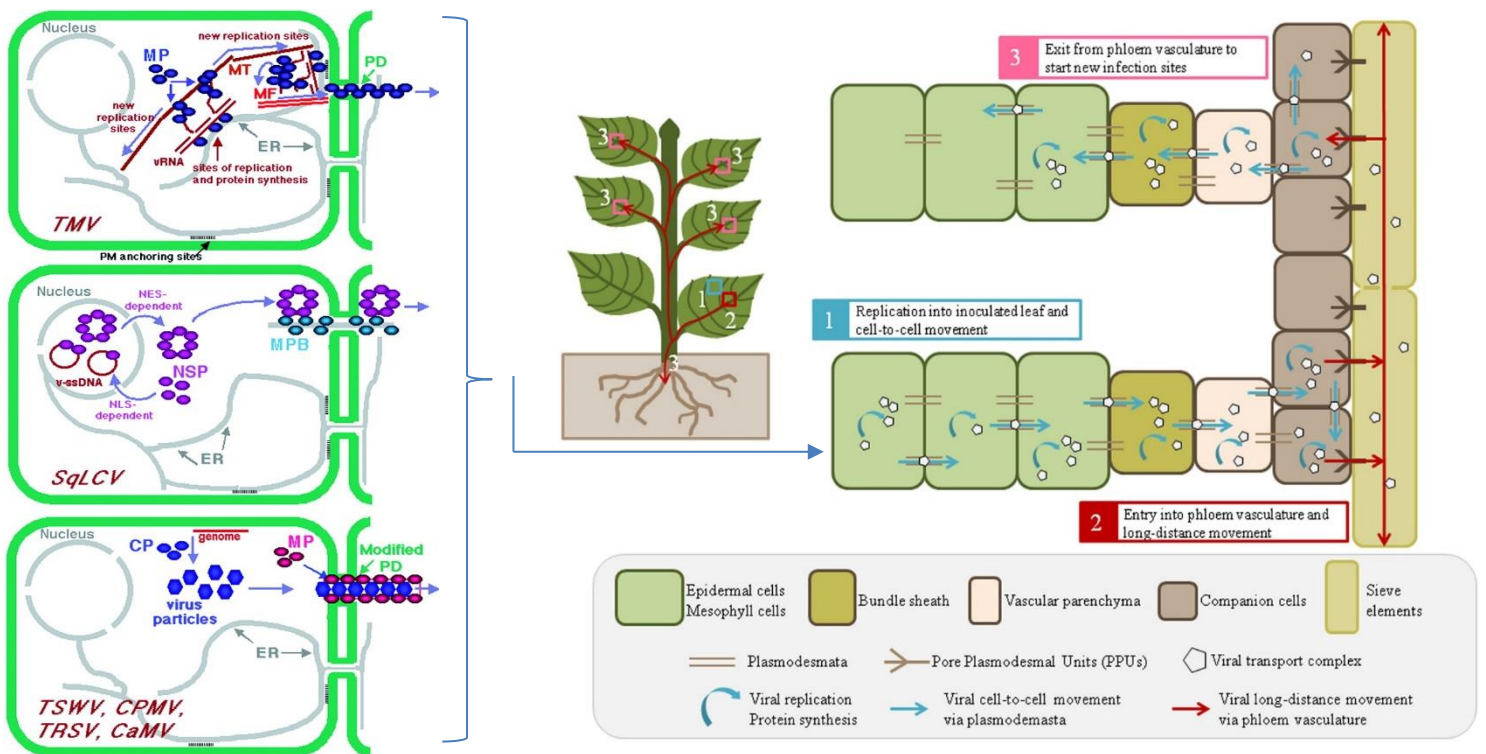 Nucleus
new replication sites
MP
MT
PD
MF
new
replication
sites
ER
vRNA
sites of replication
and protein synthesis
TMV
PM anchoring sites
Nucleus
NES-
dependent
MPB
NSP
v-ssDNA
NLS-
dependent
ER
SqLCV
Nucleus
genome
CP
MP
Modified
PD
virus
particles
ER
TSWV, CPMV,
TRSV, CaMV
3
3
3
3
1
2
3
3 Exit from phloem vasculature to
start new infection sites
1 Replication into inoculated leaf and
cell-to-cell movement
2 Entry into phloem vasculature and
long-distance movement
Epidermal cells
Mesophyll cells
Bundle sheath
Vascular parenchyma
Companion cells
Sieve
elements
Plasmodesmata
Pore Plasmodesmal Units (PPUs)
Viral transport complex
Viral replication
Protein synthesis
Viral cell-to-cell movement
via plasmodemasta
Viral long-distance movement
via phloem vasculature